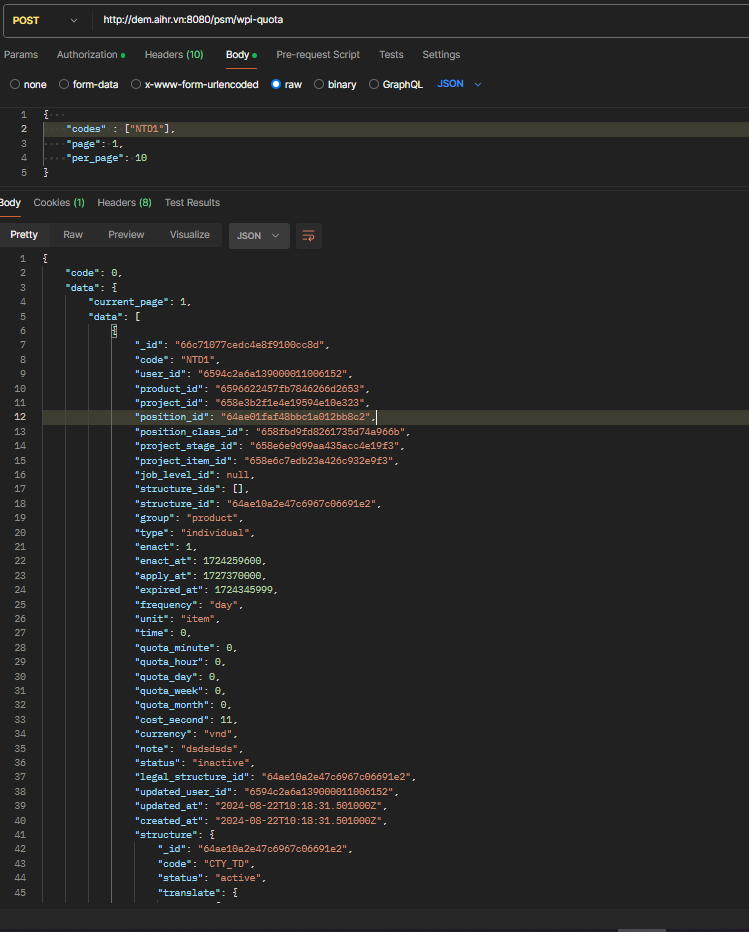 POST http://dem.aihr.vn:8080/psm/wpi-quota
Params Authorization Headers (10) Body Pre-request Script Tests Settings
none form-data x-www-form-urlencoded raw binary GraphQL JSON
1 {
2 "codes" : ["NTD1"],
3 "page": 1,
4 "per_page": 10
5 }
Body Cookies (1) Headers (8) Test Results
Pretty Raw Preview Visualize JSON
1 {
2 "code": 0,
3 "data": {
4 "current_page": 1,
5 "data": [
6 {
7 "_id": "66c71077cedc4e8f9100cc8d",
8 "code": "NTD1",
9 "user_id": "6594c2a6a139000011006152",
10 "product_id": "6596622457fb7846266d2653",
11 "project_id": "658e3b2f1e4e19594e10e323",
12 "position_id": "64ae01faf48bbc1a012bb8c2",
13 "position_class_id": "658fbd9fd8261735d74a966b",
14 "project_stage_id": "658e6e9d99aa435acc4e19f3",
15 "project_item_id": "658e6c7edb23a426c932e9f3",
16 "job_level_id": null,
17 "structure_ids": [],
18 "structure_id": "64ae10a2e47c6967c06691e2",
19 "group": "product",
20 "type": "individual",
21 "enact": 1,
22 "enact_at": 1724259600,
23 "apply_at": 1727370000,
24 "expired_at": 1724345999,
25 "frequency": "day",
26 "unit": "item",
27 "time": 0,
28 "quota_minute": 0,
29 "quota_hour": 0,
30 "quota_day": 0,
31 "quota_week": 0,
32 "quota_month": 0,
33 "cost_second": 11,
34 "currency": "vnd",
35 "note": "dsdsdsds",
36 "status": "inactive",
37 "legal_structure_id": "64ae10a2e47c6967c06691e2",
38 "updated_user_id": "6594c2a6a139000011006152",
39 "updated_at": "2024-08-22T10:18:31.501000Z",
40 "created_at": "2024-08-22T10:18:31.501000Z",
41 "structure": {
42 "_id": "64ae10a2e47c6967c06691e2",
43 "code": "CTY_TD",
44 "status": "active",
45 "translate": {